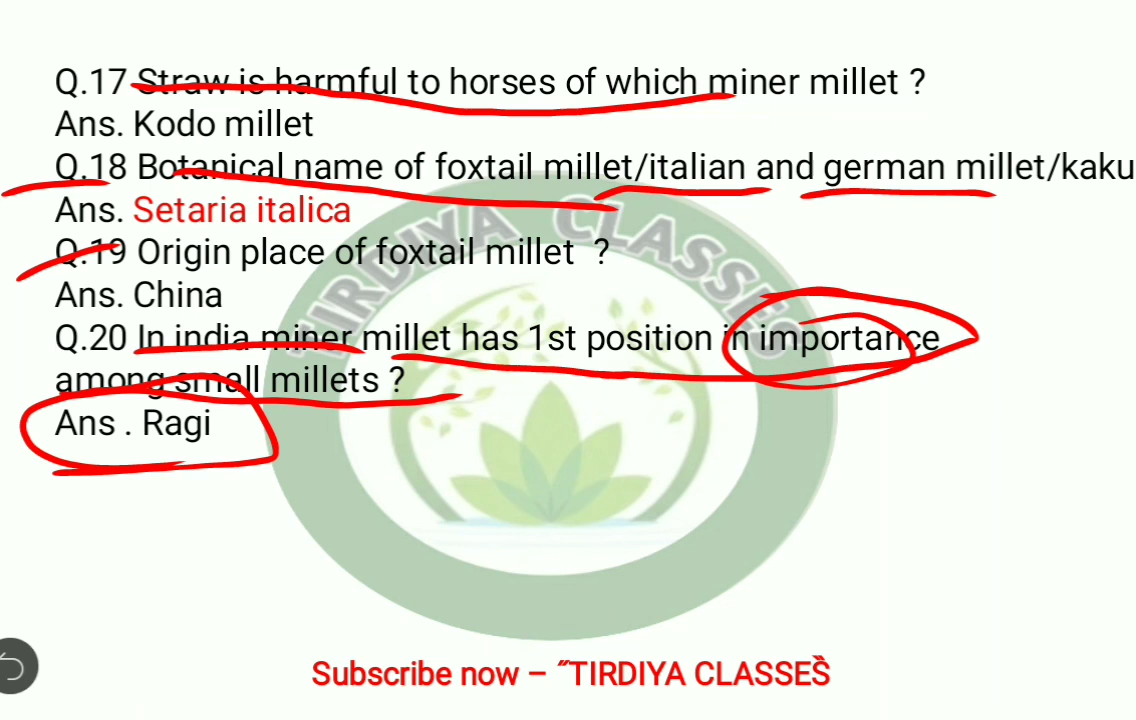 Q.17 Straw is harmful to horses of which miner millet ?
Ans. Kodo millet
Q.18 Botanical name of foxtail millet/italian and german millet/kaku
Ans. Setaria italica
Q.19 Origin place of foxtail millet ?
Ans. China
Q.20 In india miner millet has 1st position in importance
among small millets ?
Ans . Ragi
TIRDIYA CLASSES
Subscribe now – ˝TIRDIYA CLASSES̏